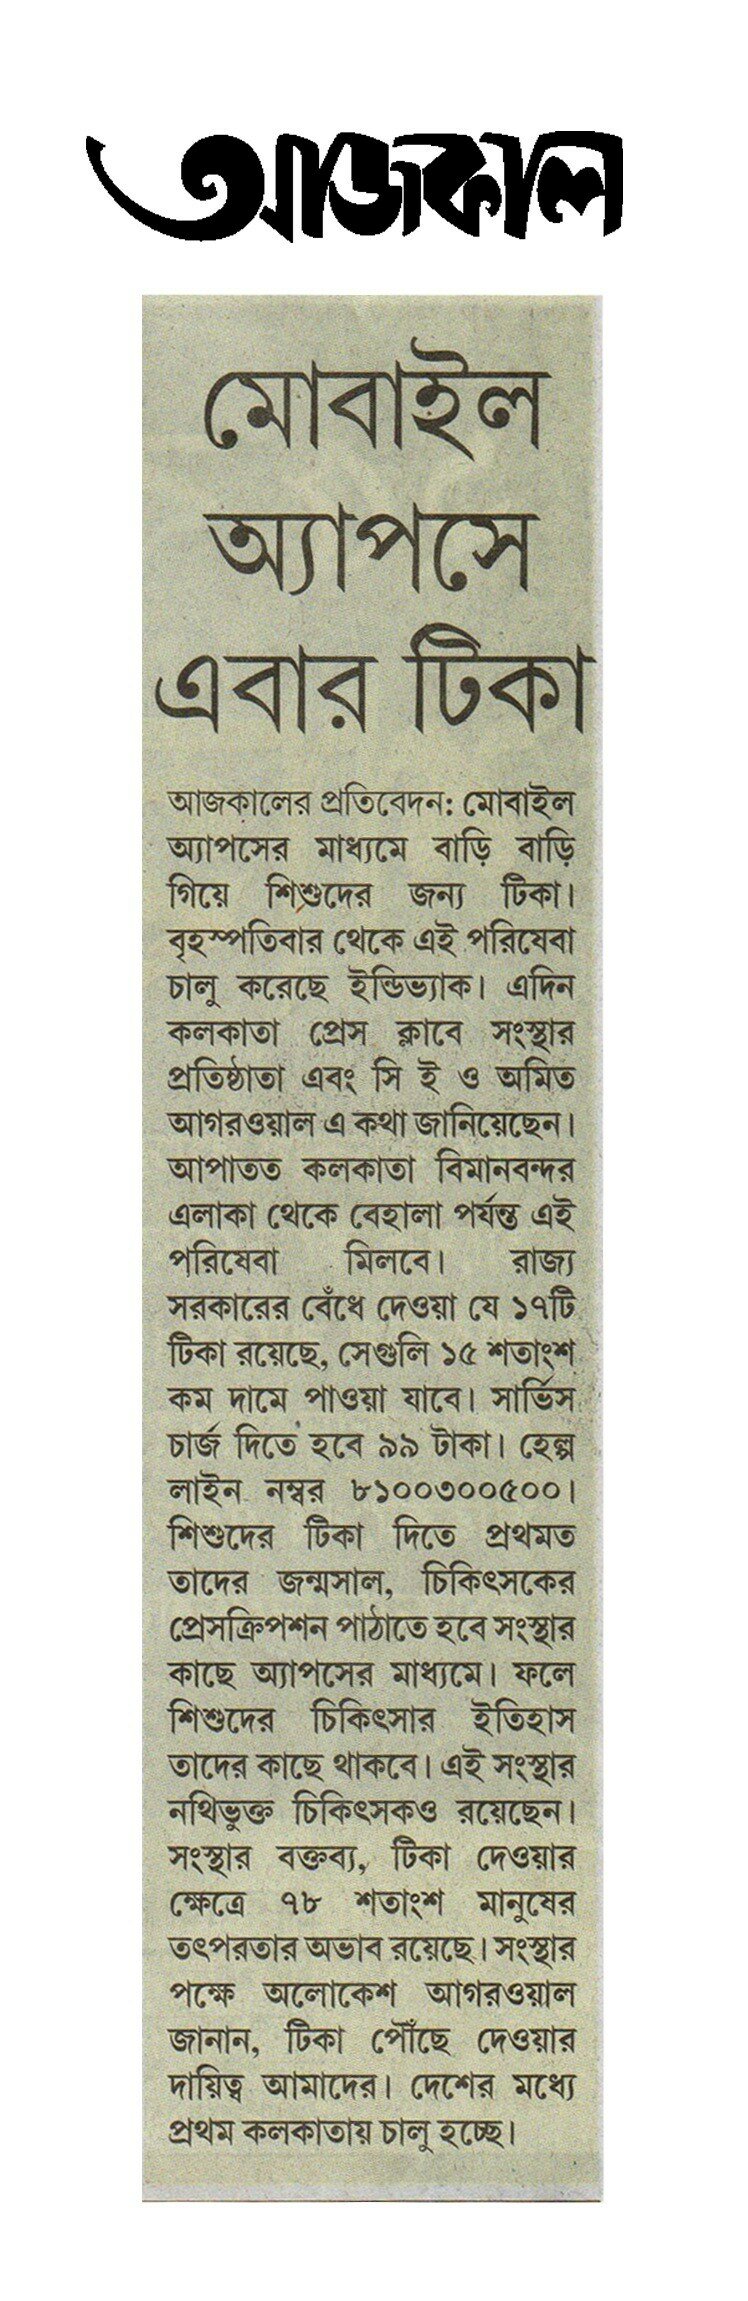 আজকাল
মোবাইল
অ্যাপসে
এবার টিকা
আজকালের প্রতিবেদন: মোবাইল
অ্যাপসের মাধ্যমে বাড়ি বাড়ি
গিয়ে শিশুদের জন্য টিকা।
বৃহস্পতিবার থেকে এই পরিষেবা
চালু করেছে ইন্ডিভ্যাক। এদিন
কলকাতা প্রেস ক্লাবে সংস্থার
প্রতিষ্ঠাতা এবং সি ই ও অমিত
আগরওয়াল এ কথা জানিয়েছেন।
আপাতত কলকাতা বিমানবন্দর
এলাকা থেকে বেহালা পর্যন্ত এই
পরিষেবা মিলবে। রাজ্য
সরকারের বেঁধে দেওয়া যে ১৭টি
টিকা রয়েছে, সেগুলি ১৫ শতাংশ
কম দামে পাওয়া যাবে। সার্ভিস
চার্জ দিতে হবে ৯৯ টাকা। হেল্প
লাইন নম্বর ৮১০০৩০০৫০০।
শিশুদের টিকা দিতে প্রথমত
তাদের জন্মসাল, চিকিৎসকের
প্রেসক্রিপশন পাঠাতে হবে সংস্থার
কাছে অ্যাপসের মাধ্যমে। ফলে
শিশুদের চিকিৎসার ইতিহাস
তাদের কাছে থাকবে। এই সংস্থার
নথিভুক্ত চিকিৎসকও রয়েছেন।
সংস্থার বক্তব্য, টিকা দেওয়ার
ক্ষেত্রে ৭৮ শতাংশ মানুষের
তৎপরতার অভাব রয়েছে। সংস্থার
পক্ষে অলোকেশ আগরওয়াল
জানান, টিকা পৌঁছে দেওয়ার
দায়িত্ব আমাদের। দেশের মধ্যে
প্রথম কলকাতায় চালু হচ্ছে।